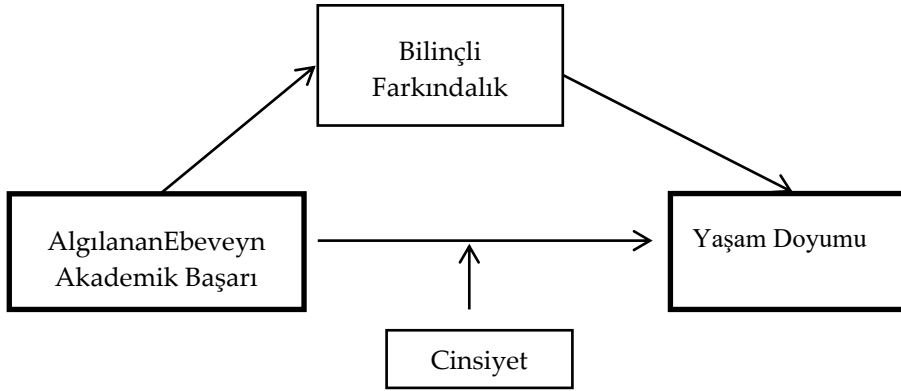 Bilinçli
Farkındalık
AlgılananEbeveyn
Akademik Başarı
Yaşam Doyumu
Cinsiyet